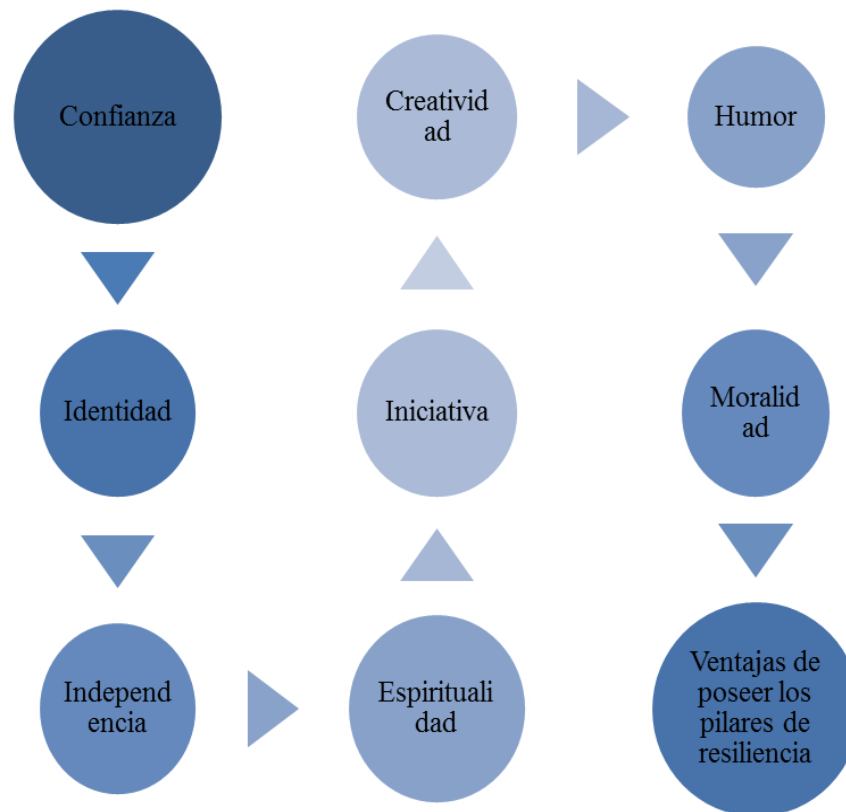 Confianza
Identidad
Independ
encia
Espirituali
dad
Iniciativa
Creativid
ad
Humor
Moralid
ad
Ventajas de
poseer los
pilares de
resiliencia